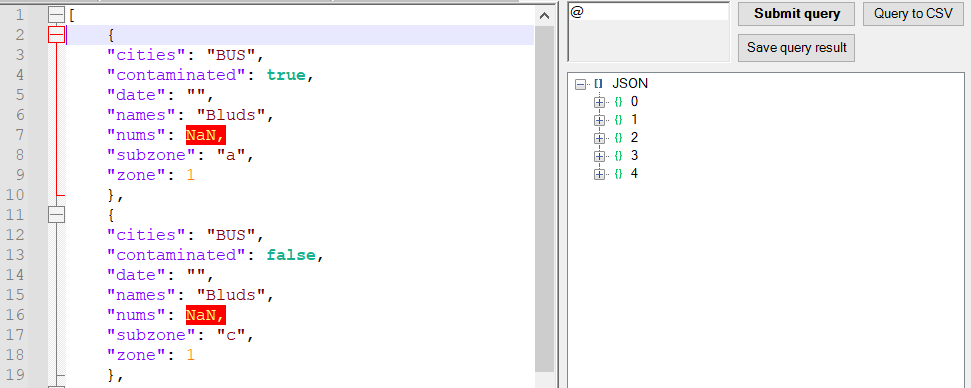 1 [
2 {
3 "cities": "BUS",
4 "contaminated": true,
5 "date": "",
6 "names": "Bluds",
7 "nums": NaN,
8 "subzone": "a",
9 "zone": 1
10 },
11 {
12 "cities": "BUS",
13 "contaminated": false,
14 "date": "",
15 "names": "Bluds",
16 "nums": NaN,
17 "subzone": "c",
18 "zone": 1
19 },
@
Submit query
Query to CSV
Save query result
[] JSON
{} 0
{} 1
{} 2
{} 3
{} 4